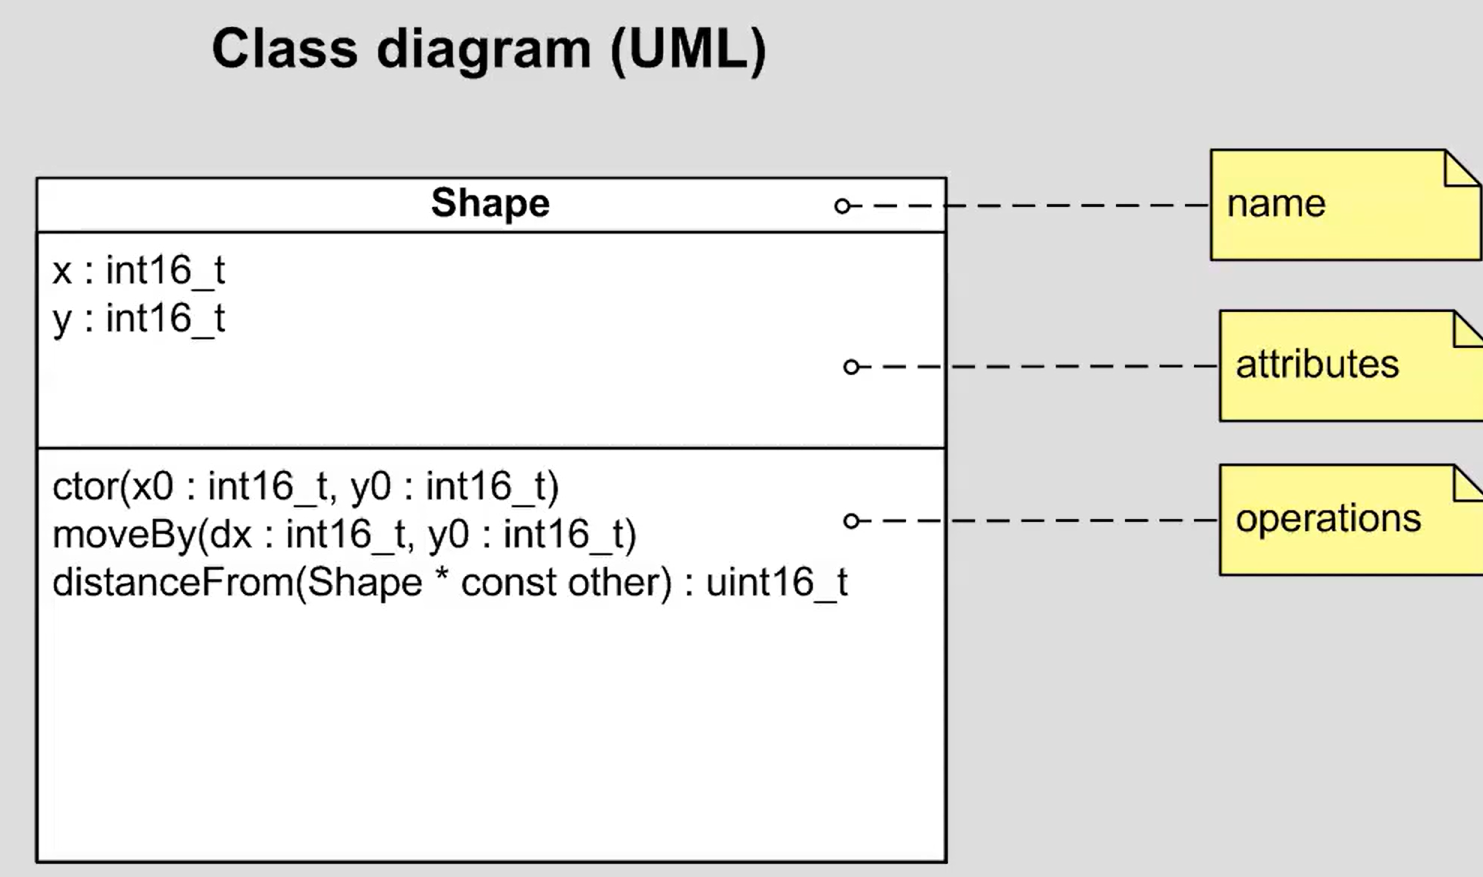 Class diagram (UML)
Shape
name
x : int16_t
y : int16_t
attributes
ctor(x0 : int16_t, y0 : int16_t)
moveBy(dx : int16_t, y0 : int16_t)
distanceFrom(Shape * const other) : uint16_t
operations